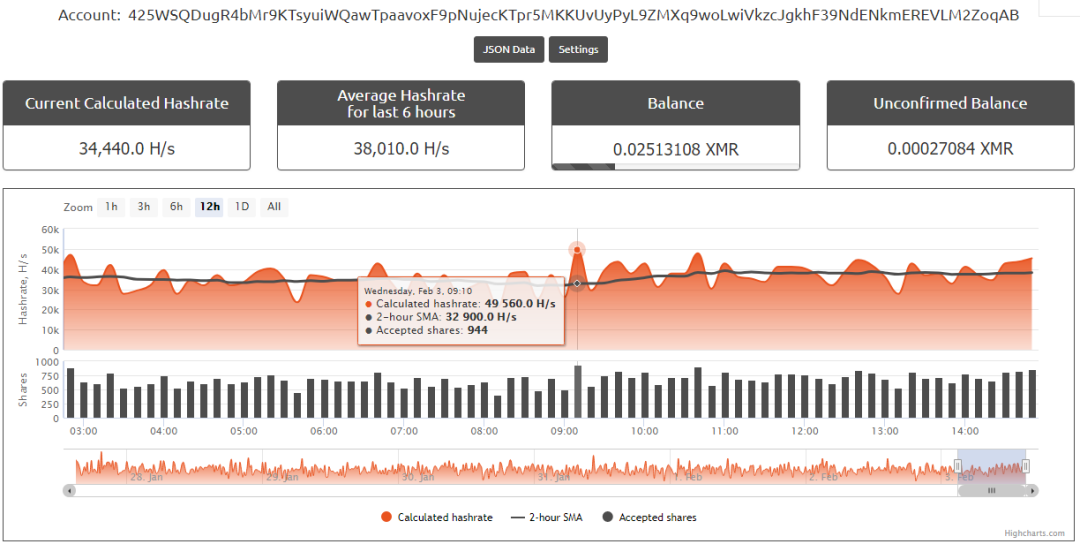 Account: 425WSQDugR4bMr9KTsyuiWQawTpaavoxF9pNujecKTpr5MKKUvUyPyL9ZMXq9woLwiVkzcJgkhF39NdENkmEREVLM2ZoqAB
JSON Data Settings
Current Calculated Hashrate
34,440.0 H/s
Average Hashrate
for last 6 hours
38,010.0 H/s
Balance
0.02513108 XMR
Unconfirmed Balance
0.00027084 XMR
Zoom 1h 3h 6h 12h 1D All
Hashrate, H/s
60k
50k
40k
30k
20k
10k
0
Wednesday, Feb 3, 09:10
Calculated hashrate: 49 560.0 H/s
2-hour SMA: 32 900.0 H/s
Accepted shares: 944
Shares
1000
750
500
250
0
03:00 04:00 05:00 06:00 07:00 08:00 09:00 10:00 11:00 12:00 13:00 14:00
28. Jan 29. Jan 30. Jan 31. Jan 1. Feb 2. Feb 3. Feb
Calculated hashrate 2-hour SMA Accepted shares
Highcharts.com